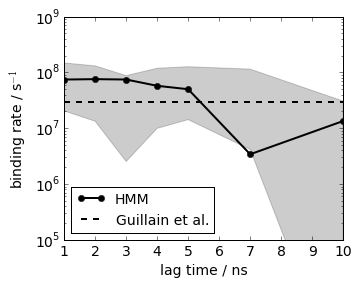 10⁹
10⁸
10⁷
10⁶
10⁵
binding rate / s⁻¹
HMM
Guillain et al.
1 2 3 4 5 6 7 8 9 10
lag time / ns